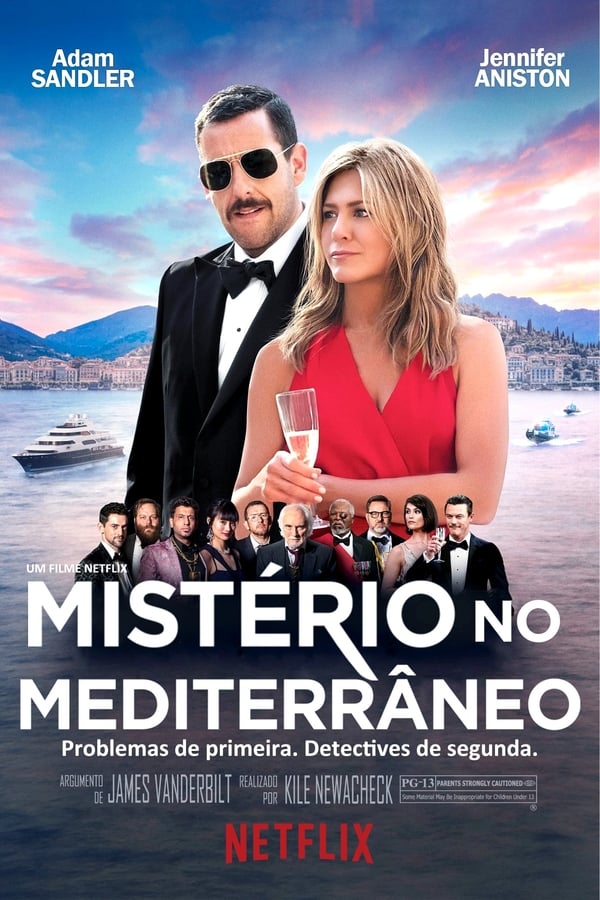 Adam
SANDLER
Jennifer
ANISTON
UM FILME NETFLIX
MISTÉRIO NO
MEDITERRÂNEO
Problemas de primeira. Detectives de segunda.
ARGUMENTO DE JAMES VANDERBILT REALIZADO POR KILE NEWACHECK
PG-13 PARENTS STRONGLY CAUTIONED
Some Material May Be Inappropriate for Children Under 13
®
NETFLIX